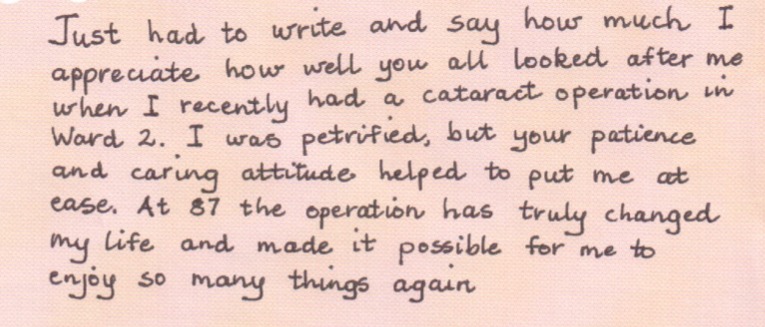 Just had to write and say how much I
appreciate how well you all looked after me
when I recently had a cataract operation in
Ward 2. I was petrified, but your patience
and caring attitude helped to put me at
ease. At 87 the operation has truly changed
my life and made it possible for me to
enjoy so many things again